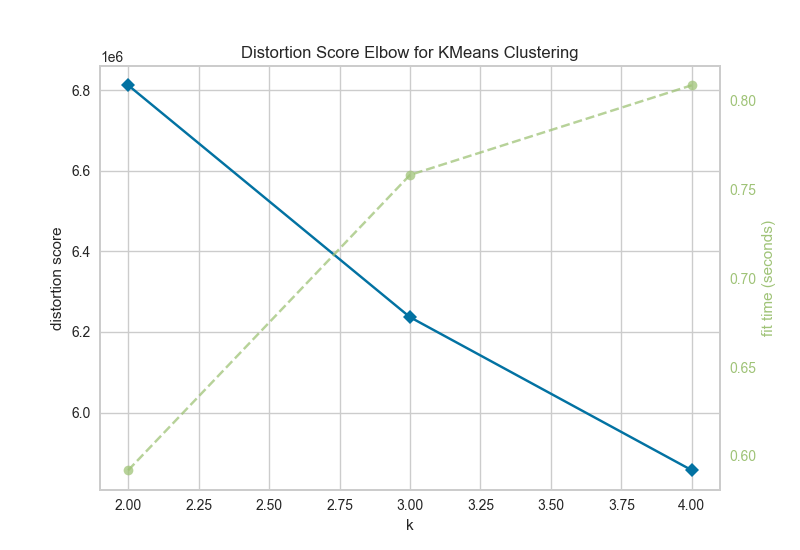 Distortion Score Elbow for KMeans Clustering
1e6
6.8
6.6
6.4
6.2
6.0
distortion score
0.80
0.75
0.70
0.65
0.60
fit time (seconds)
2.00 2.25 2.50 2.75 3.00 3.25 3.50 3.75 4.00
k